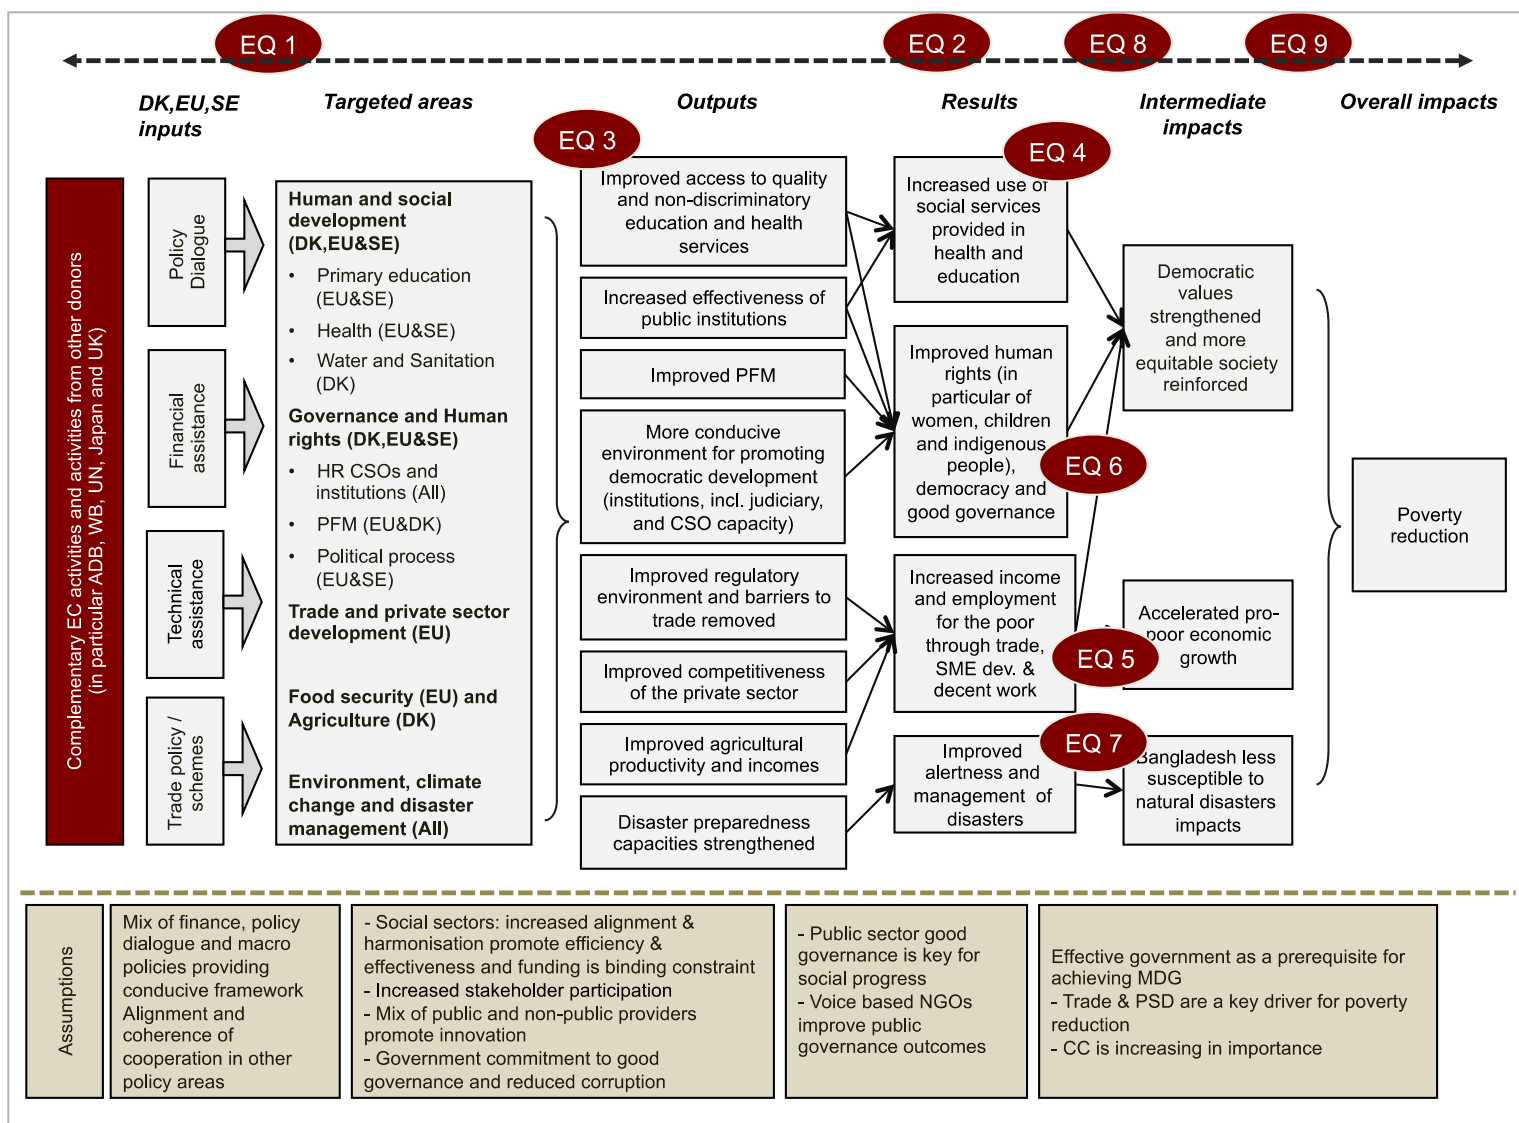 EQ 1
EQ 2
EQ 8
EQ 9
DK,EU,SE
inputs
Targeted areas
Outputs
Results
Intermediate
impacts
Overall impacts
EQ 3
EQ 4
Complementary EC activities and activities from other donors
(in particular ADB, WB, UN, Japan and UK)
Policy
Dialogue
Financial
assistance
Technical
assistance
Trade policy /
schemes
Human and social
development
(DK,EU&SE)
• Primary education
(EU&SE)
• Health (EU&SE)
• Water and Sanitation
(DK)
Governance and Human
rights (DK,EU&SE)
• HR CSOs and
institutions (All)
• PFM (EU&DK)
• Political process
(EU&SE)
Trade and private sector
development (EU)
Food security (EU) and
Agriculture (DK)
Environment, climate
change and disaster
management (All)
Improved access to quality
and non-discriminatory
education and health
services
Increased effectiveness of
public institutions
Improved PFM
More conducive
environment for promoting
democratic development
(institutions, incl. judiciary,
and CSO capacity)
Improved regulatory
environment and barriers to
trade removed
Improved competitiveness
of the private sector
Improved agricultural
productivity and incomes
Disaster preparedness
capacities strengthened
Increased use of
social services
provided in
health and
education
Improved human
rights (in
particular of
women, children
and indigenous
people),
democracy and
good governance
EQ 6
Increased income
and employment
for the poor
through trade,
SME dev. &
decent work
EQ 5
Improved
alertness and
management of
disasters
EQ 7
Democratic
values
strengthened
and more
equitable society
reinforced
Accelerated pro-
poor economic
growth
Bangladesh less
susceptible to
natural disasters
impacts
Poverty
reduction
Assumptions
Mix of finance, policy
dialogue and macro
policies providing
conducive framework
Alignment and
coherence of
cooperation in other
policy areas
- Social sectors: increased alignment &
harmonisation promote efficiency &
effectiveness and funding is binding constraint
- Increased stakeholder participation
- Mix of public and non-public providers
promote innovation
- Government commitment to good
governance and reduced corruption
- Public sector good
governance is key for
social progress
- Voice based NGOs
improve public
governance outcomes
Effective government as a prerequisite for
achieving MDG
- Trade & PSD are a key driver for poverty
reduction
- CC is increasing in importance